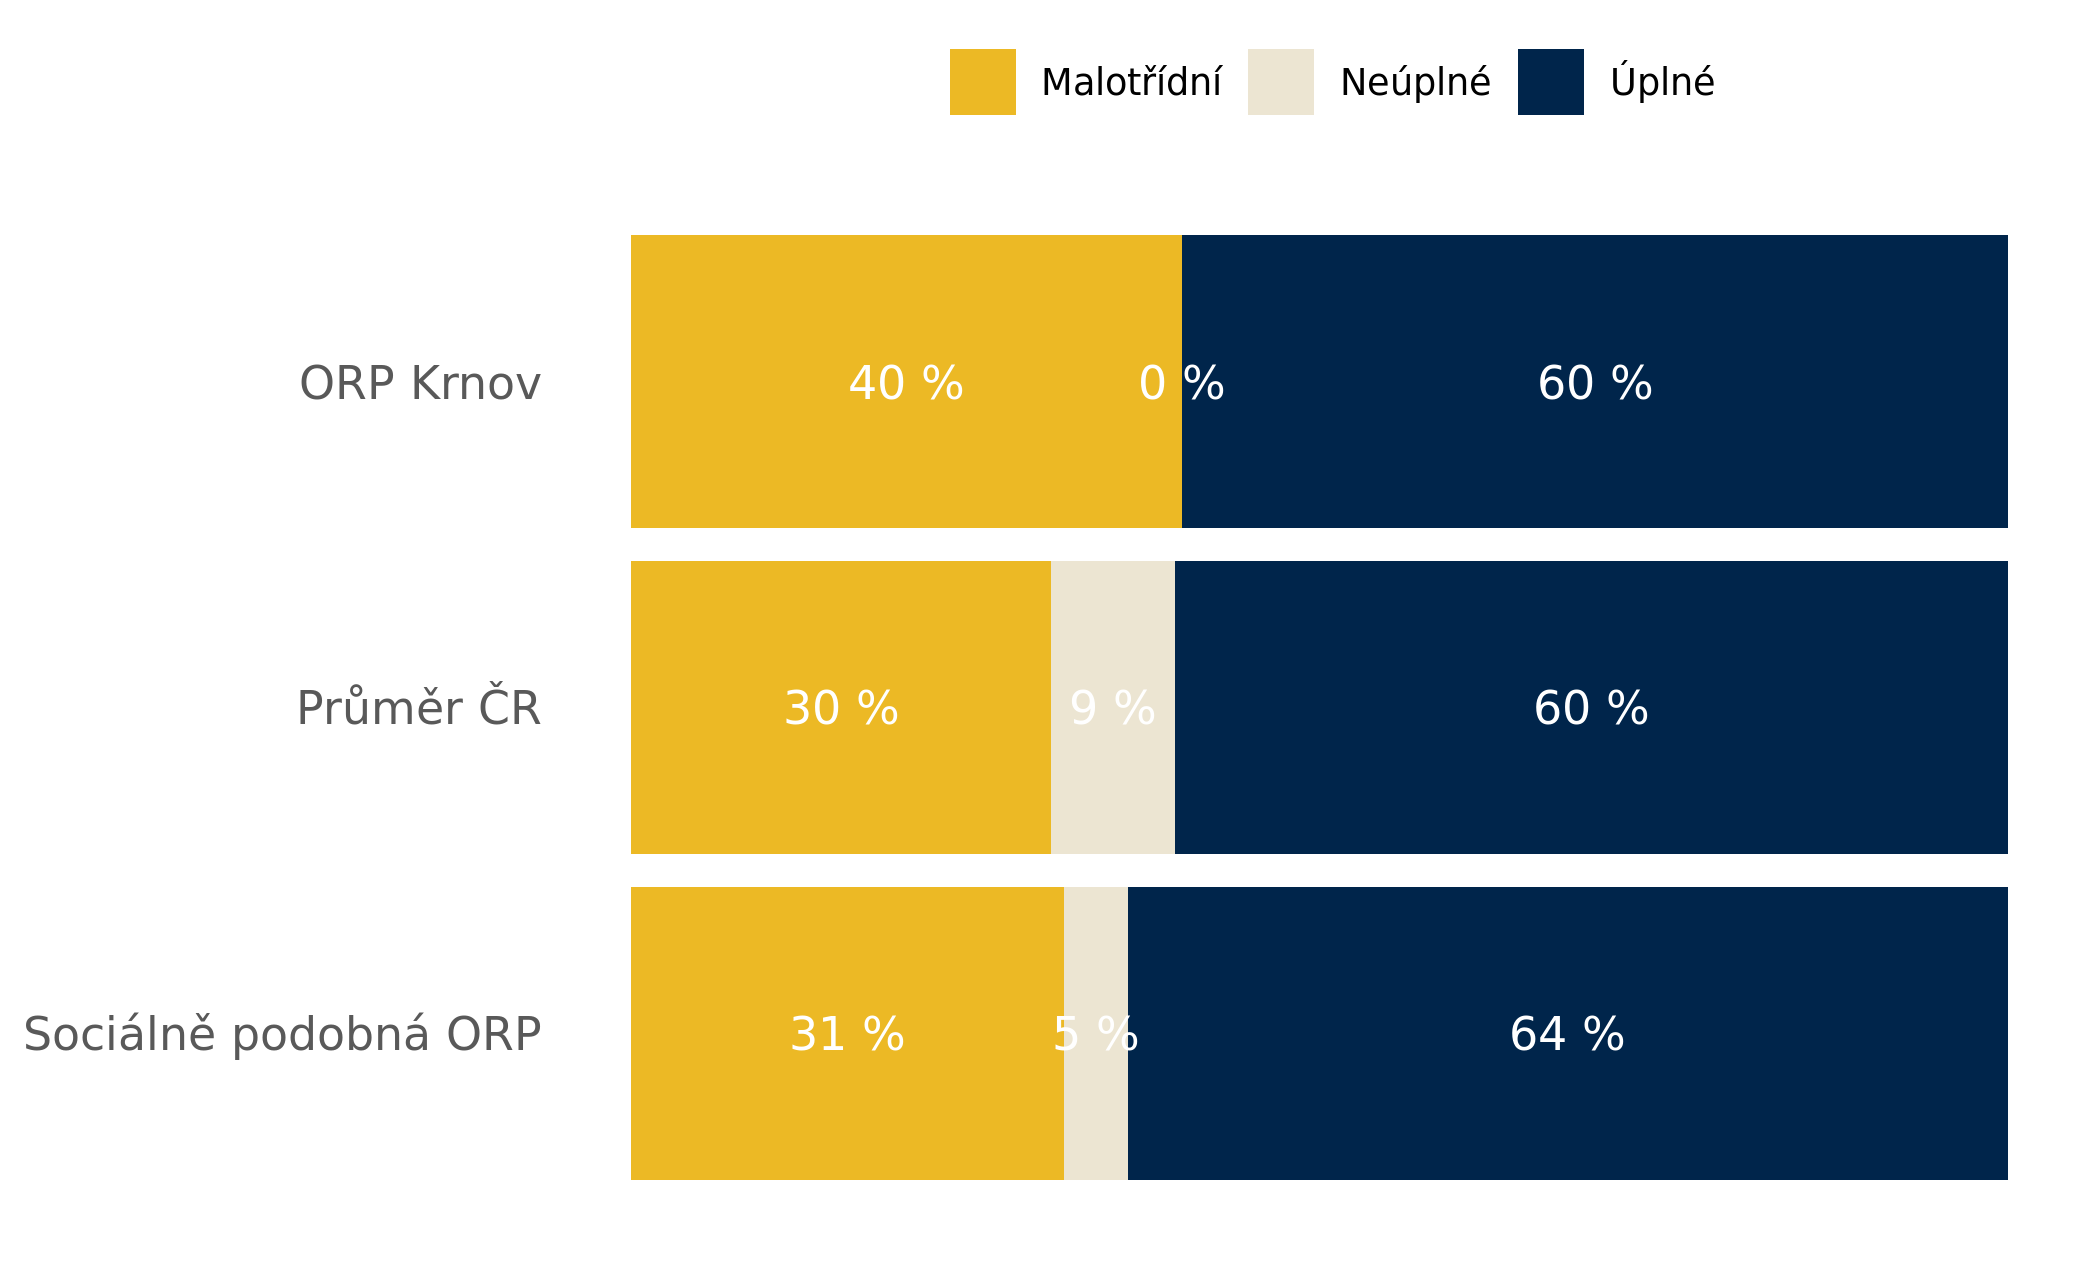 Malotřídní Neúplné Úplné
ORP Krnov 40 % 0 % 60 %
Průměr ČR 30 % 9 % 60 %
Sociálně podobná ORP 31 % 5 % 64 %